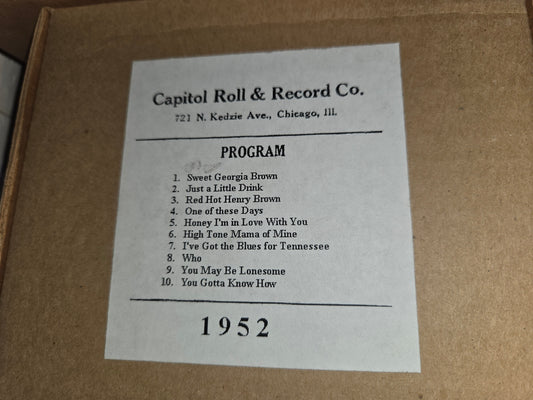 Capitol Roll & Record Co.
721 N. Kedzie Ave., Chicago, Ill.
PROGRAM
1. Sweet Georgia Brown
2. Just a Little Drink
3. Red Hot Henry Brown
4. One of these Days
5. Honey I'm in Love With You
6. High Tone Mama of Mine
7. I've Got the Blues for Tennessee
8. Who
9. You May Be Lonesome
10. You Gotta Know How
1952